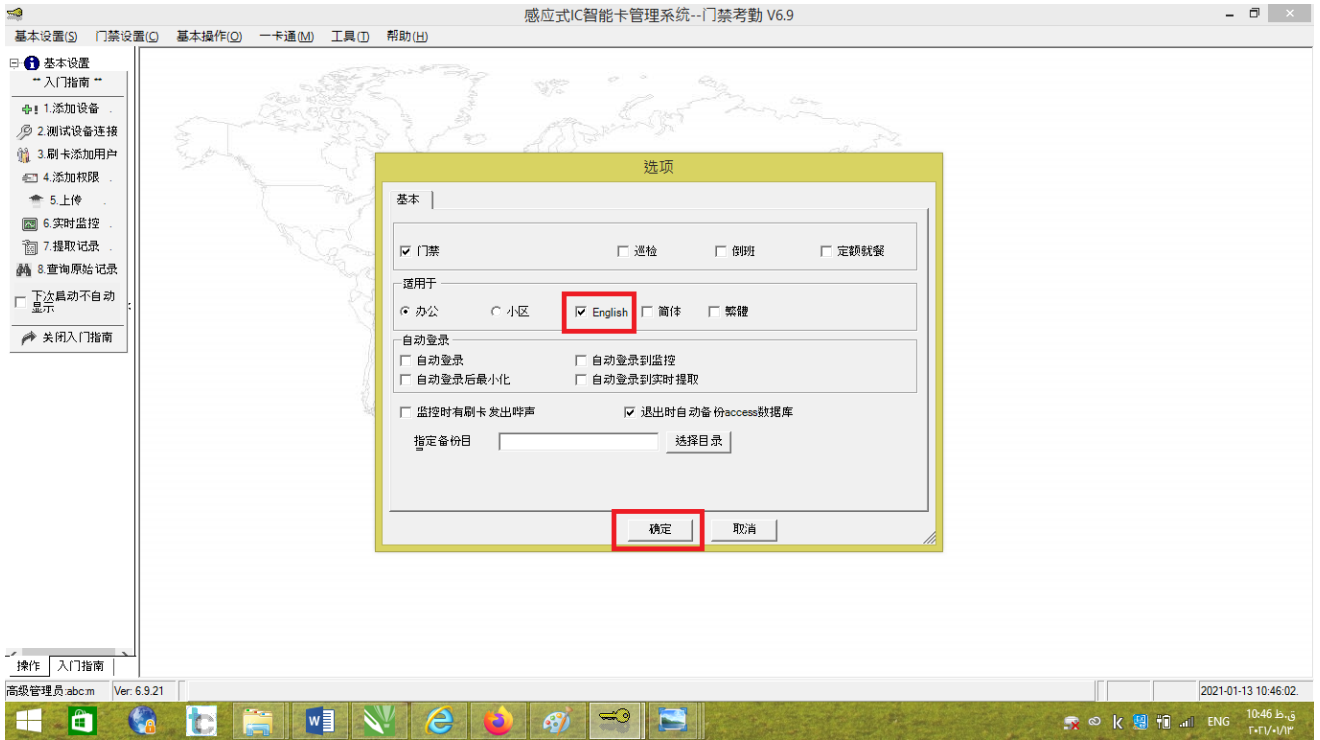 感应式IC智能卡管理系统--门禁考勤 V6.9
基本设置(S) 门禁设置(C) 基本操作(O) 一卡通(M) 工具(T) 帮助(H)
基本设置
入门指南
1.添加设备
2.测试设备连接
3.刷卡添加用户
4.添加权限
5.上传
6.实时监控
7.提取记录
8.查询原始记录
下次启动不自动
显示
关闭入门指南
选项
基本
门禁 巡检 倒班 定额就餐
适用于
办公 小区 English 简体 繁體
自动登录
自动登录 自动登录到监控
自动登录后最小化 自动登录到实时提取
监控时有刷卡发出哔声 退出时自动备份access数据库
指定备份目 选择目录
确定 取消
操作 入门指南
高级管理员:abc:m Ver: 6.9.21 2021-01-13 10:46:02.
ENG 10:46 ق.ظ
۲۰۲۱/۰۱/۱۳